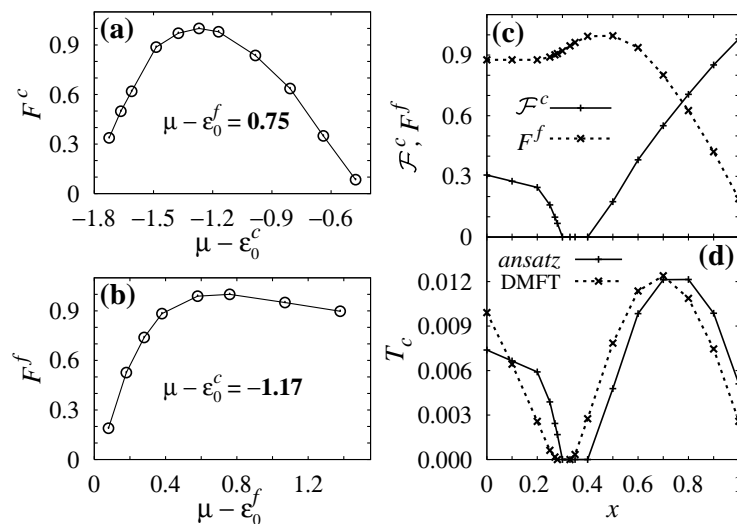 (a)
F^c
0.9
0.6
0.3
0
μ − ε_0^f = 0.75
−1.8 −1.5 −1.2 −0.9 −0.6
μ − ε_0^c
(b)
F^f
0.9
0.6
0.3
0
μ − ε_0^c = −1.17
0 0.4 0.8 1.2
μ − ε_0^f
(c)
ℱ^c, F^f
0.9
0.6
0.3
0
ℱ^c
F^f
(d)
ansatz
DMFT
T_c
0.012
0.009
0.006
0.003
0.000
0 0.2 0.4 0.6 0.8 1
x